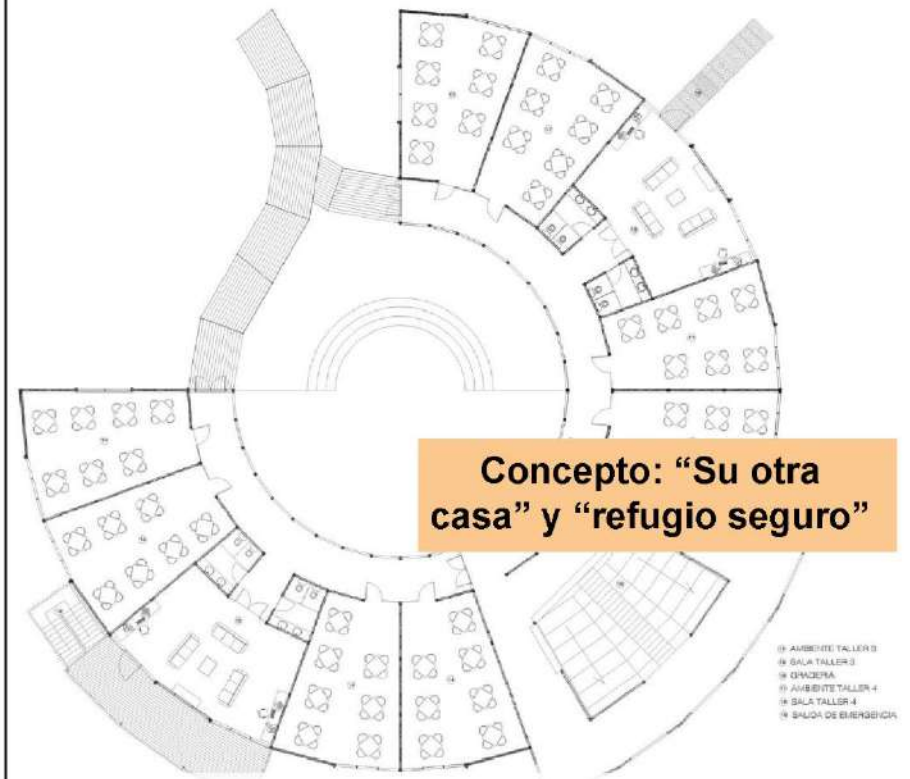 Concepto: “Su otra
casa” y “refugio seguro”
AMBIENTE TALLER 3
SALA TALLER 3
GRADERIA
AMBIENTE TALLER 4
SALA TALLER 4
SALIDA DE EMERGENCIA